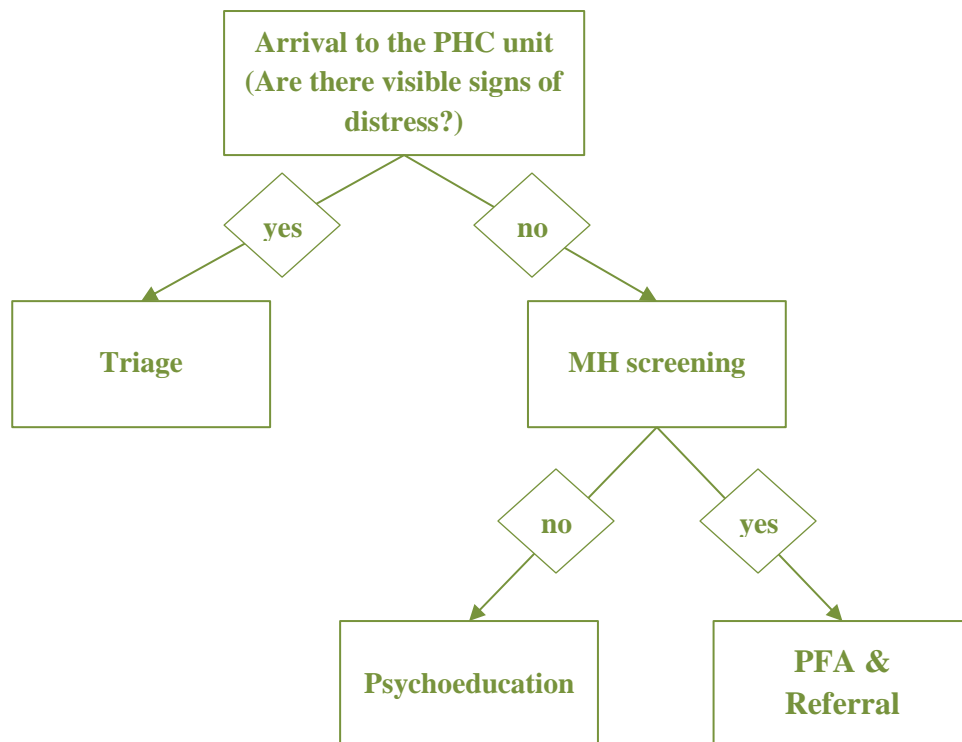 Arrival to the PHC unit
(Are there visible signs of
distress?)
yes
no
Triage
MH screening
no
yes
Psychoeducation
PFA &
Referral